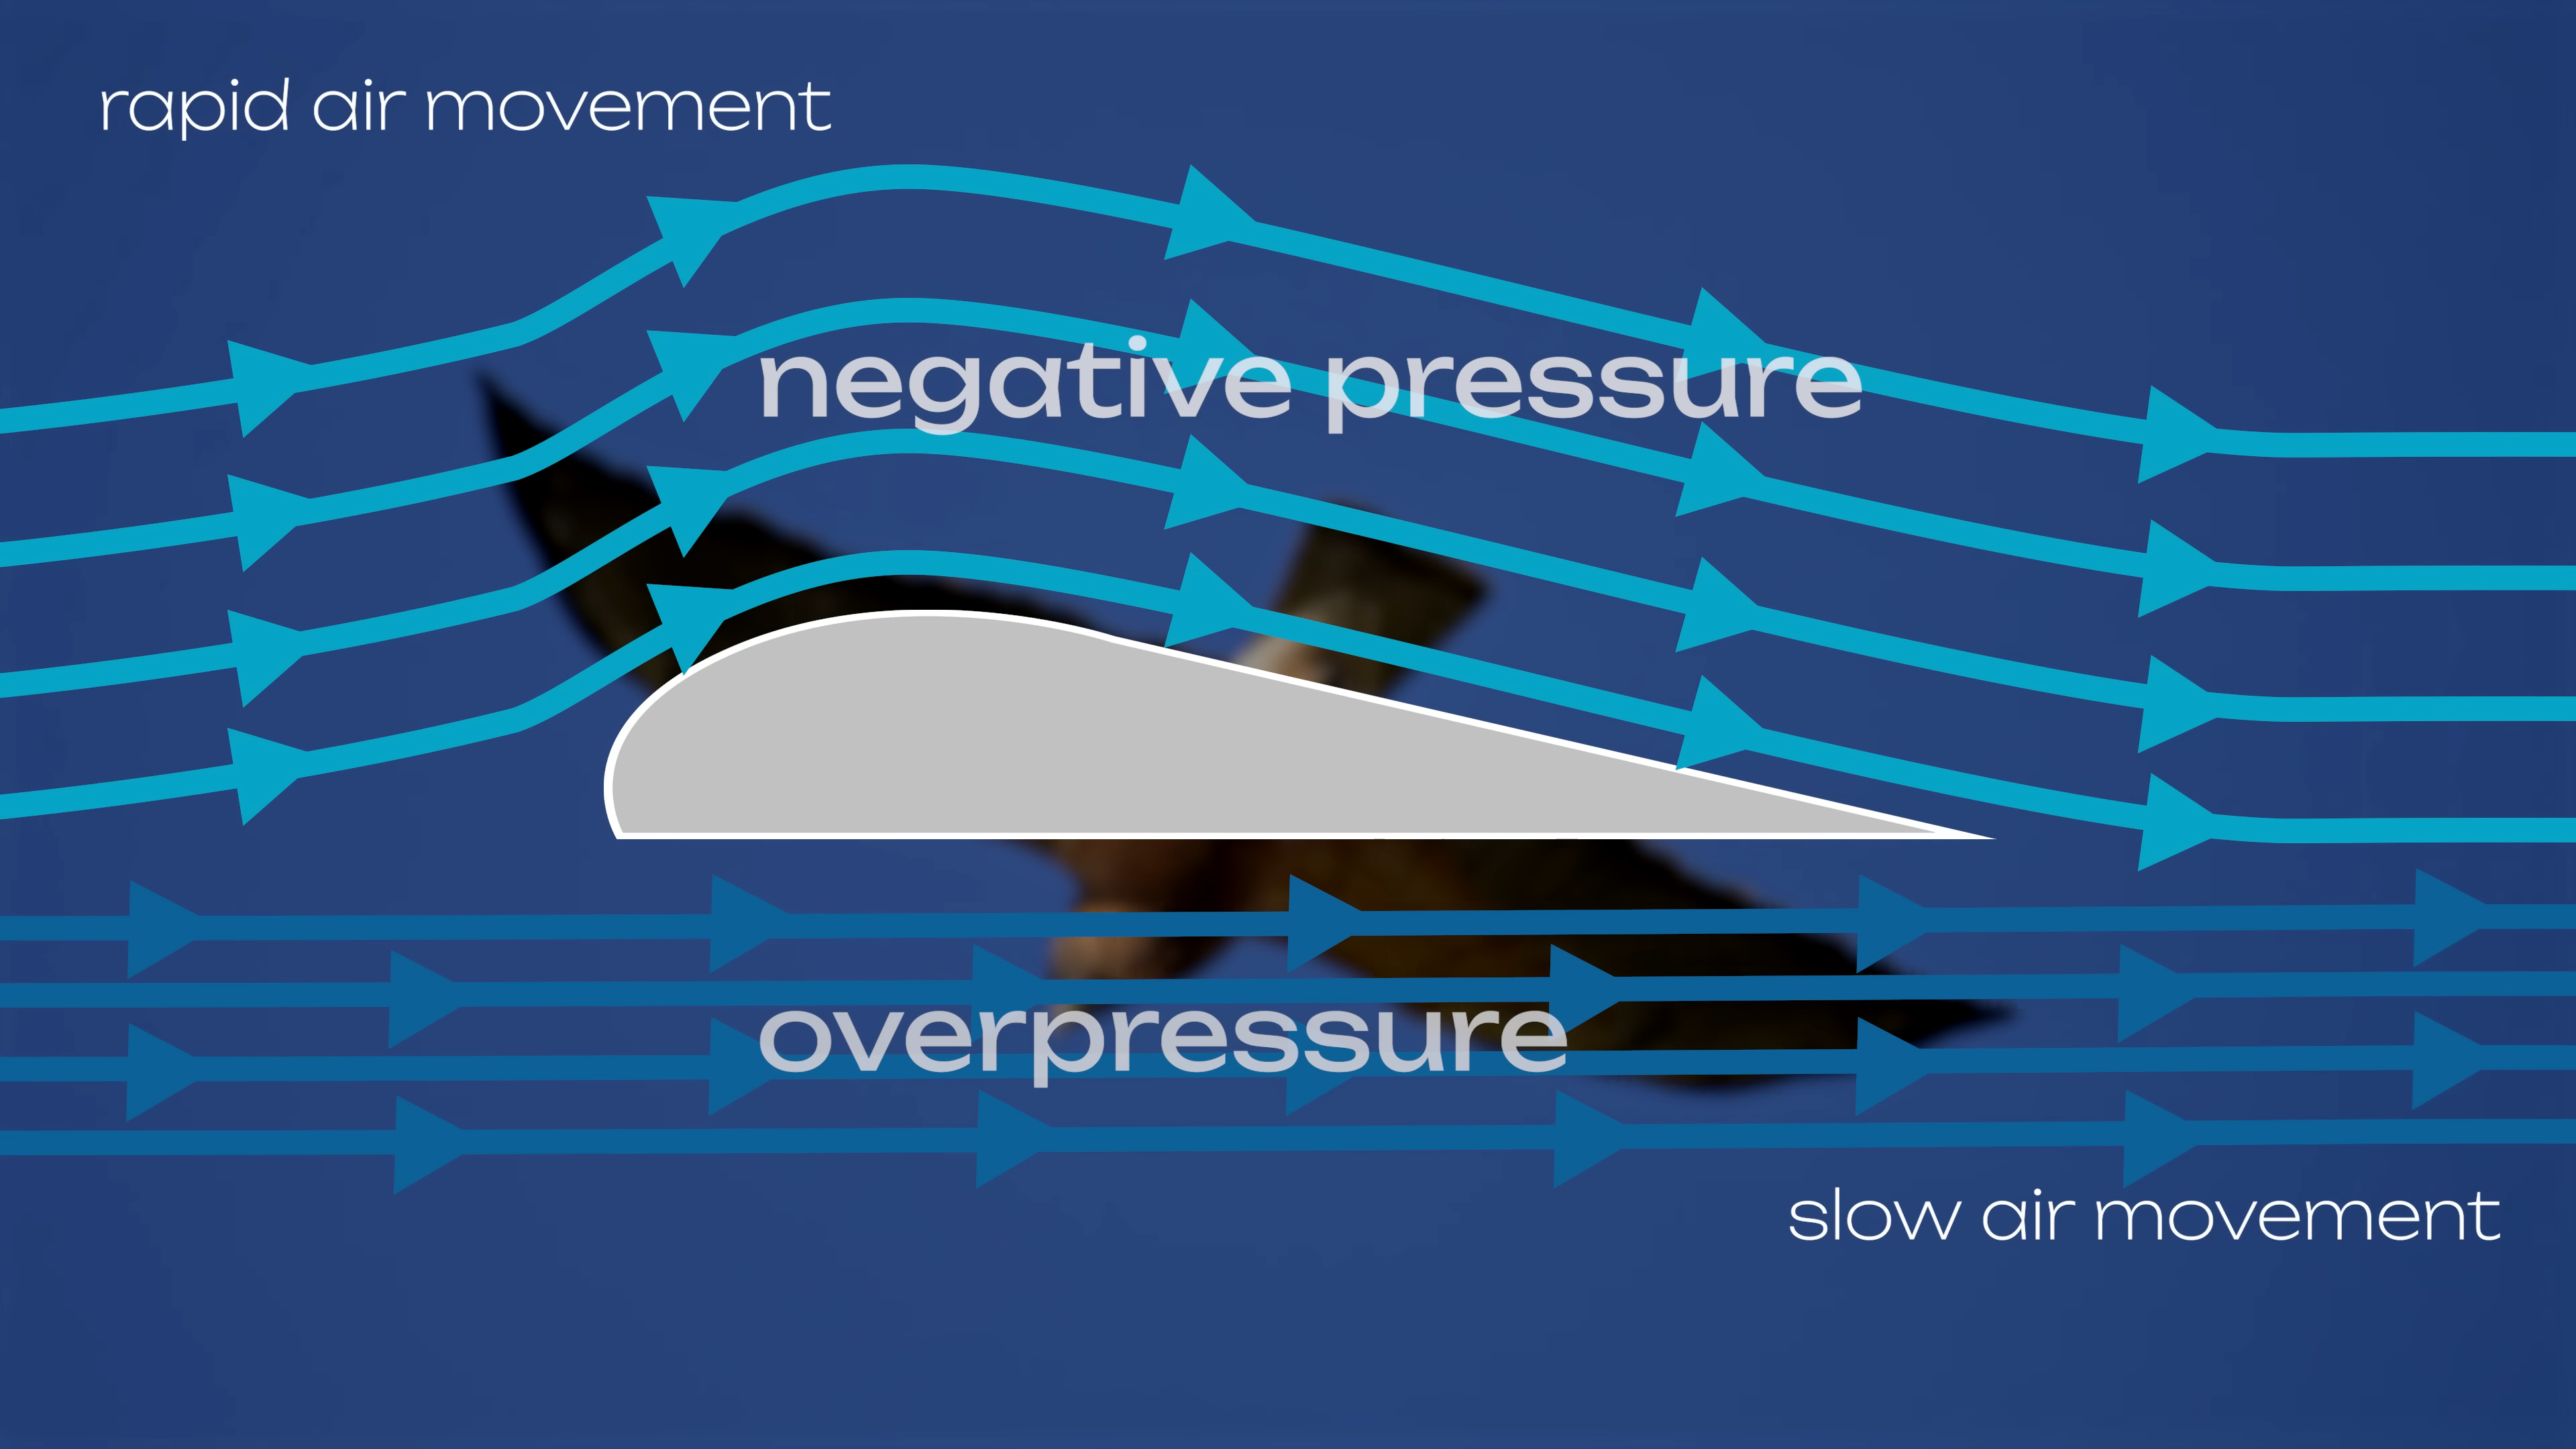 rapid air movement
negative pressure
overpressure
slow air movement